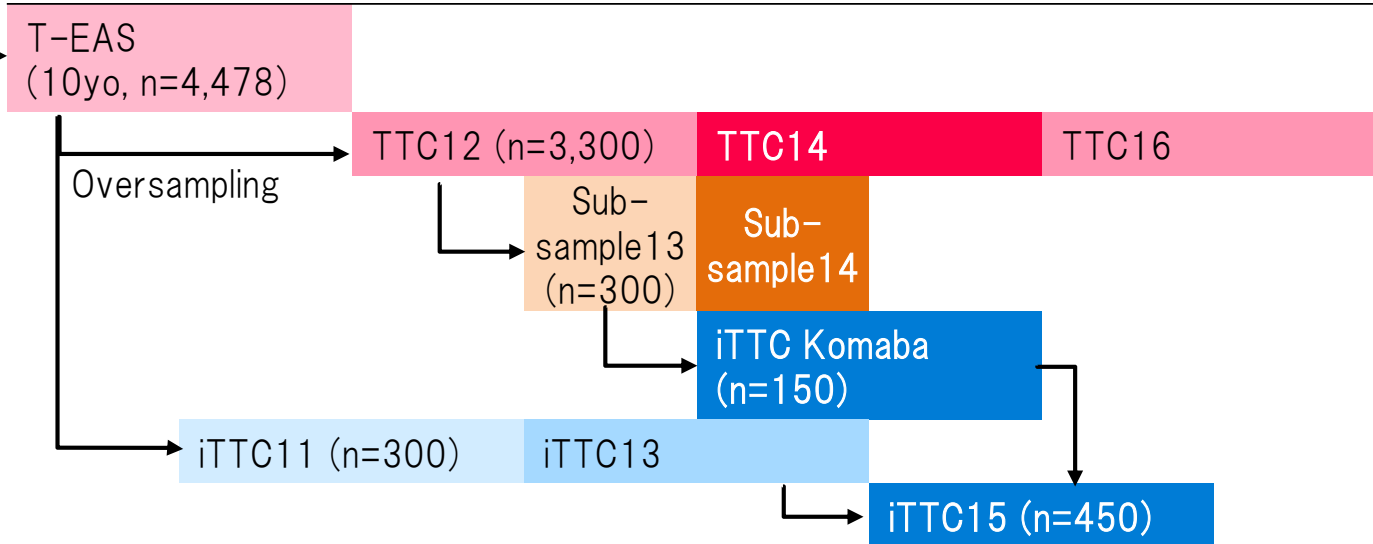 T-EAS
(10yo, n=4,478)
TTC12 (n=3,300)
TTC14
TTC16
Oversampling
Sub-
sample13
(n=300)
Sub-
sample14
iTTC Komaba
(n=150)
iTTC11 (n=300)
iTTC13
iTTC15 (n=450)